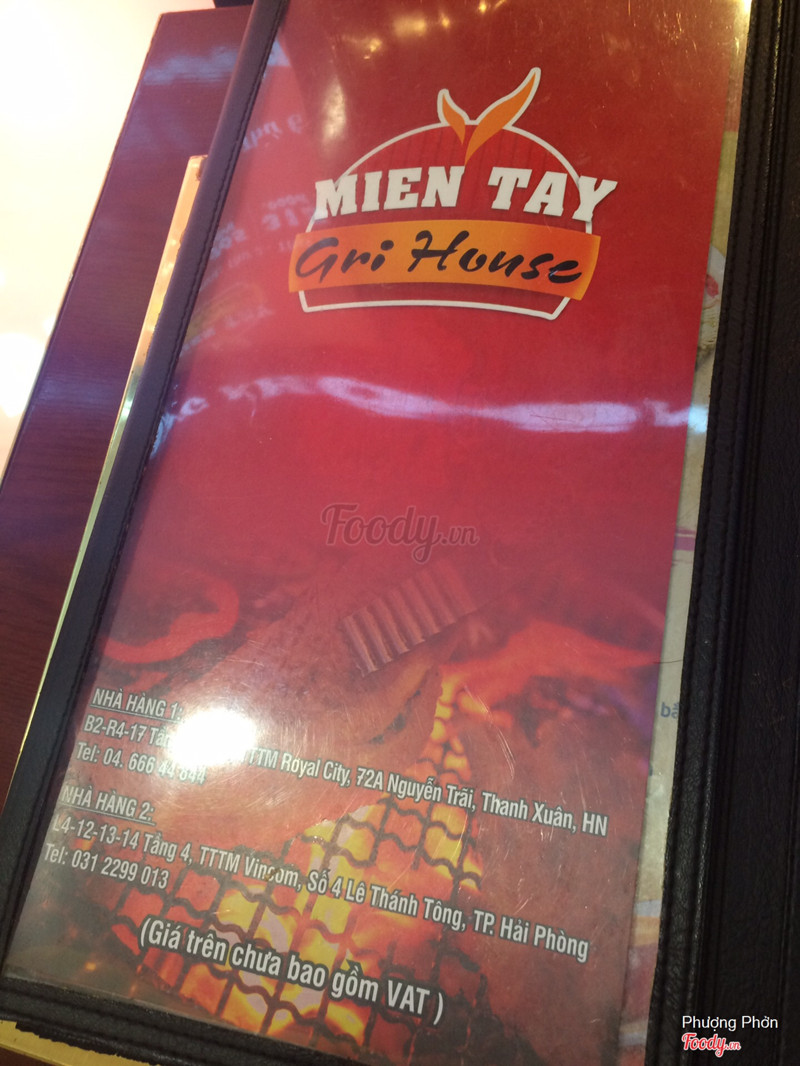 MIEN TAY
Gri House
Foody.vn
NHÀ HÀNG 1:
B2-R4-17 TTTM Royal City, 72A Nguyễn Trãi, Thanh Xuân, HN
Tel: 04. 666 44 644
NHÀ HÀNG 2:
L4-12-13-14 Tầng 4, TTTM Vincom, Số 4 Lê Thánh Tông, TP. Hải Phòng
Tel: 031 2299 013
(Giá trên chưa bao gồm VAT )
Phượng Phởn
Foody.vn